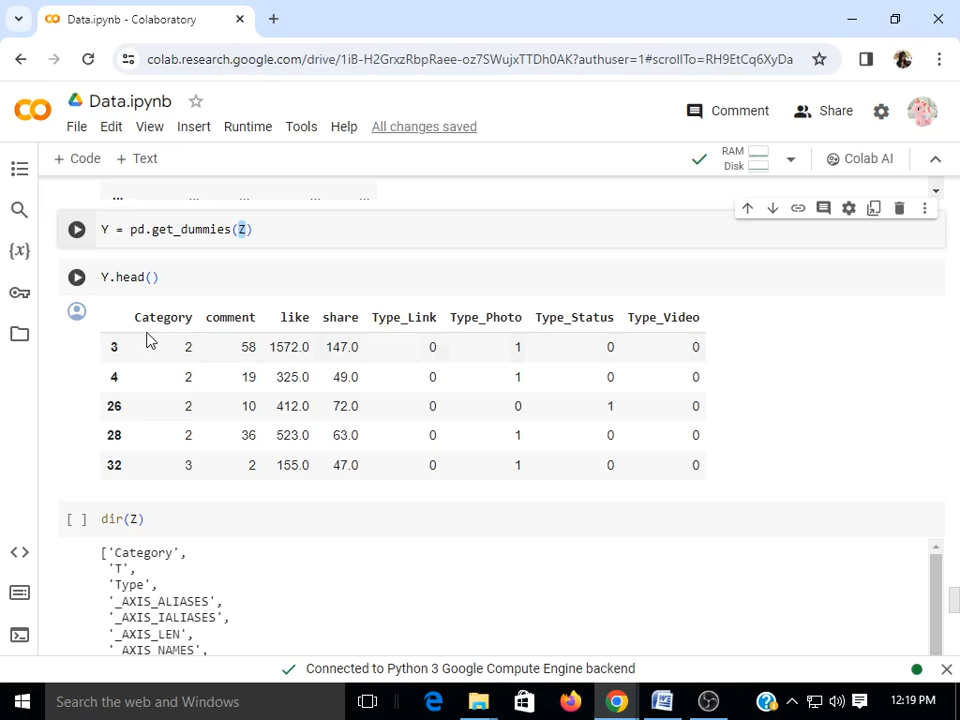 Data.ipynb - Colaboratory
colab.research.google.com/drive/1iB-H2GrxzRbpRaee-oz7SWujxTTDh0AK?authuser=1#scrollTo=RH9EtCq6XyDa
Data.ipynb
Comment
Share
File Edit View Insert Runtime Tools Help All changes saved
+ Code + Text
RAM
Disk
Colab AI
... ... ... ... ...
Y = pd.get_dummies(Z)
Y.head()
Category comment like share Type_Link Type_Photo Type_Status Type_Video
3 2 58 1572.0 147.0 0 1 0 0
4 2 19 325.0 49.0 0 1 0 0
26 2 10 412.0 72.0 0 0 1 0
28 2 36 523.0 63.0 0 1 0 0
32 3 2 155.0 47.0 0 1 0 0
[ ] dir(Z)
['Category',
'T',
'Type',
'_AXIS_ALIASES',
'_AXIS_IALIASES',
'_AXIS_LEN',
'_AXIS_NAMES',
Connected to Python 3 Google Compute Engine backend
Search the web and Windows
12:19 PM